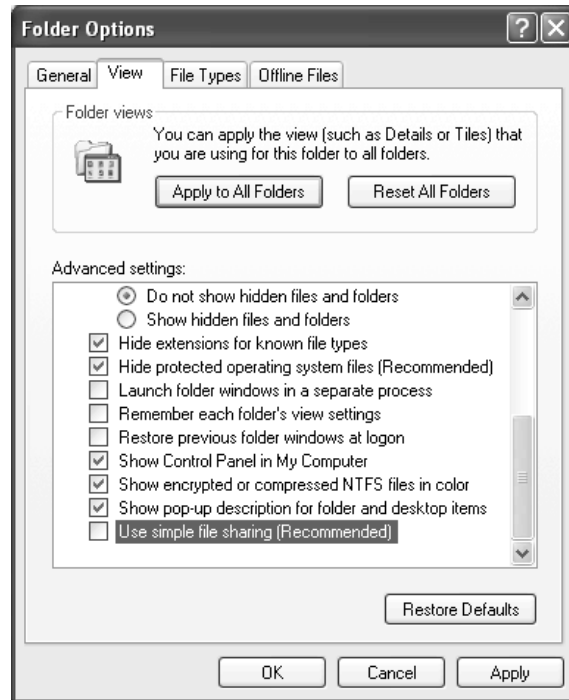 Folder Options
General View File Types Offline Files
Folder views
You can apply the view (such as Details or Tiles) that
you are using for this folder to all folders.
Apply to All Folders Reset All Folders
Advanced settings:
Do not show hidden files and folders
Show hidden files and folders
Hide extensions for known file types
Hide protected operating system files (Recommended)
Launch folder windows in a separate process
Remember each folder's view settings
Restore previous folder windows at logon
Show Control Panel in My Computer
Show encrypted or compressed NTFS files in color
Show pop-up description for folder and desktop items
Use simple file sharing (Recommended)
Restore Defaults
OK Cancel Apply